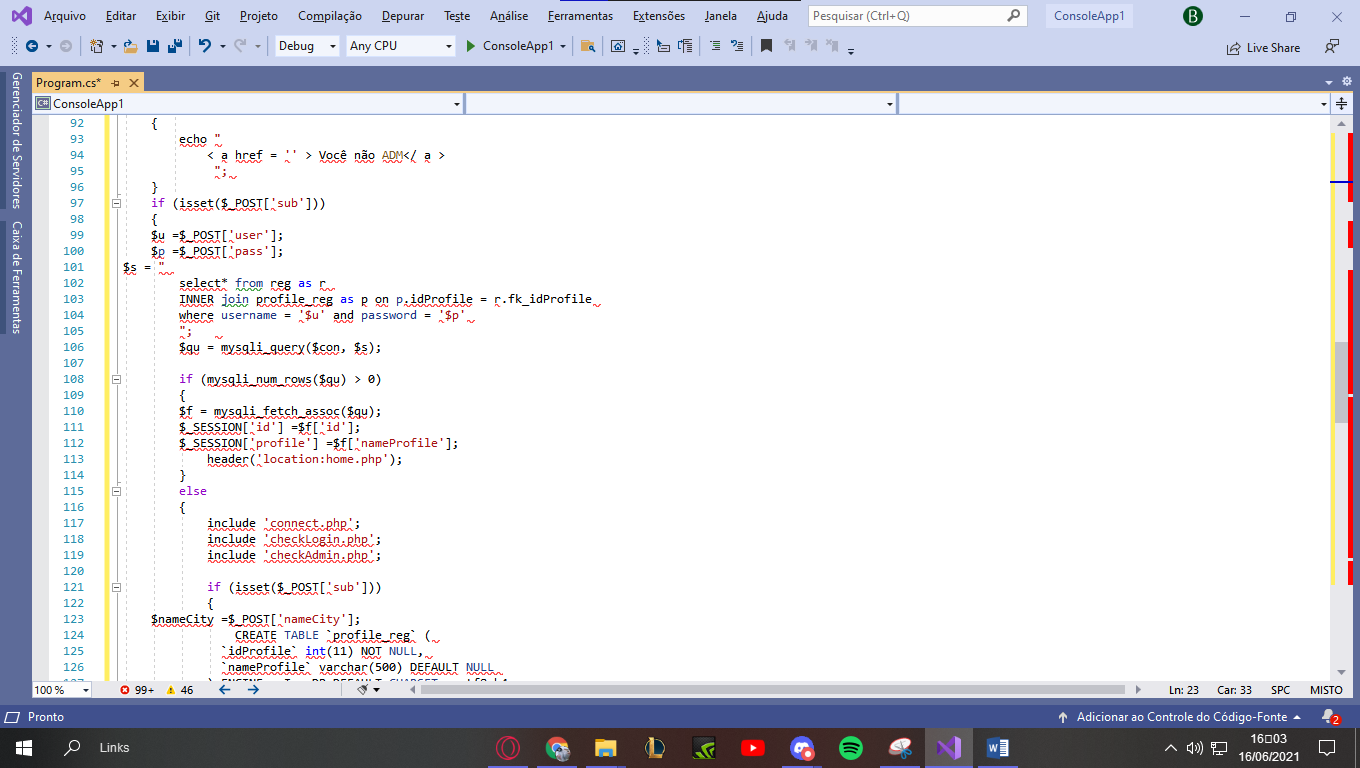 Arquivo Editar Exibir Git Projeto Compilação Depurar Teste Análise Ferramentas Extensões Janela Ajuda Pesquisar (Ctrl+Q) ConsoleApp1 B
Debug Any CPU ConsoleApp1 Live Share
Gerenciador de Servidores
Caixa de Ferramentas
Program.cs*
ConsoleApp1
92 {
93 echo "
94 < a href = '' > Você não ADM</ a >
95 ";
96 }
97 if (isset($_POST['sub']))
98 {
99 $u =$_POST['user'];
100 $p =$_POST['pass'];
101 $s = "
102 select* from reg as r
103 INNER join profile_reg as p on p.idProfile = r.fk_idProfile
104 where username = '$u' and password = '$p'
105 ";
106 $qu = mysqli_query($con, $s);
107
108 if (mysqli_num_rows($qu) > 0)
109 {
110 $f = mysqli_fetch_assoc($qu);
111 $_SESSION['id'] =$f['id'];
112 $_SESSION['profile'] =$f['nameProfile'];
113 header('location:home.php');
114 }
115 else
116 {
117 include 'connect.php';
118 include 'checkLogin.php';
119 include 'checkAdmin.php';
120
121 if (isset($_POST['sub']))
122 {
123 $nameCity =$_POST['nameCity'];
124 CREATE TABLE `profile_reg` (
125 `idProfile` int(11) NOT NULL,
126 `nameProfile` varchar(500) DEFAULT NULL
100 % 99+ 46 Ln: 23 Car: 33 SPC MISTO
Pronto Adicionar ao Controle do Código-Fonte 2
Links 16:03
16/06/2021